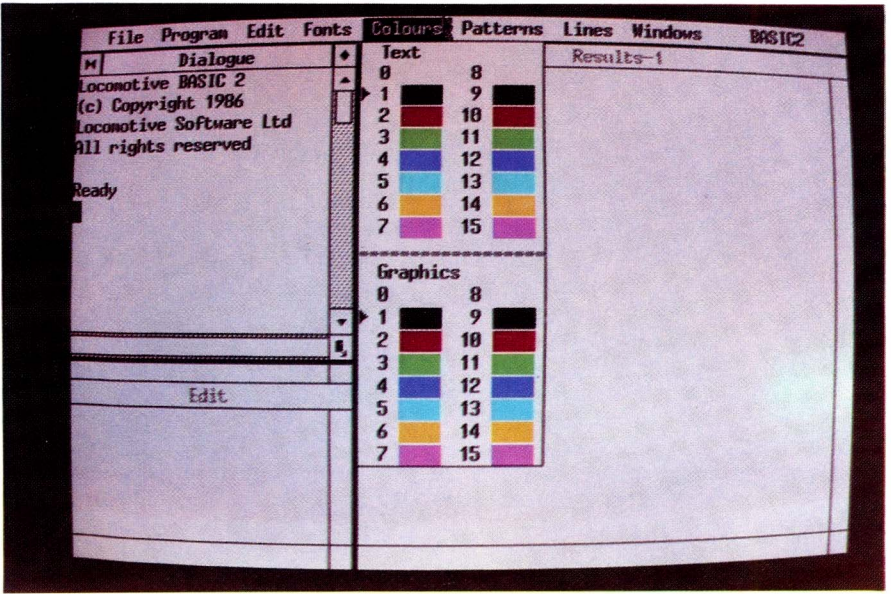 File Program Edit Fonts Colours Patterns Lines Windows BASIC2
Dialogue
Locomotive BASIC 2
(c) Copyright 1986
Locomotive Software Ltd
All rights reserved
Ready
Edit
Text
0 8
1 9
2 10
3 11
4 12
5 13
6 14
7 15
Graphics
0 8
1 9
2 10
3 11
4 12
5 13
6 14
7 15
Results-1